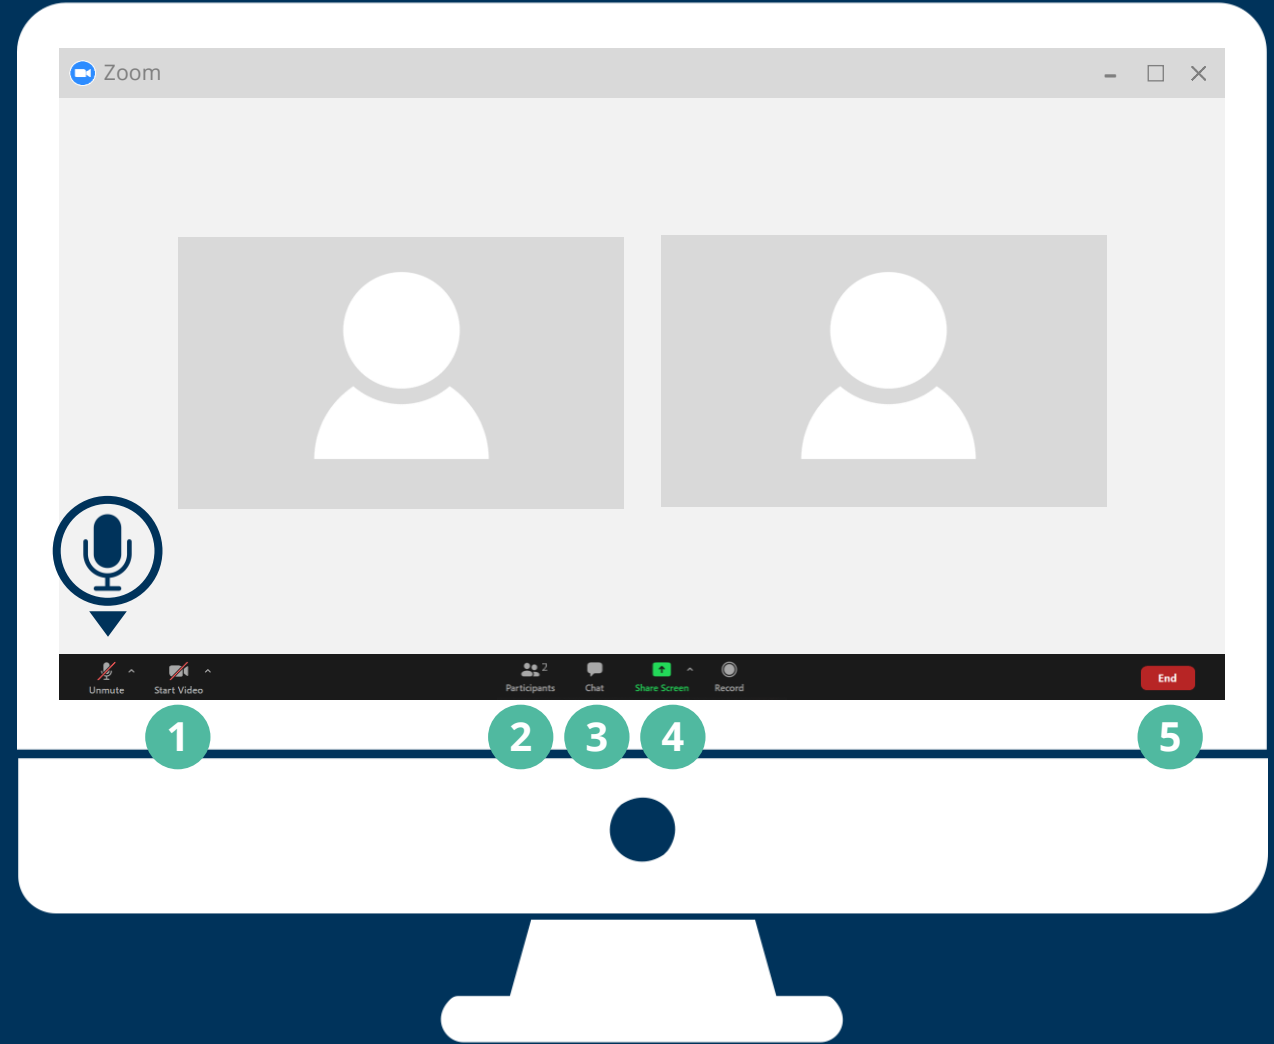 Zoom
2
Unmute
Start Video
Participants
Chat
Share Screen
Record
End
1
2
3
4
5